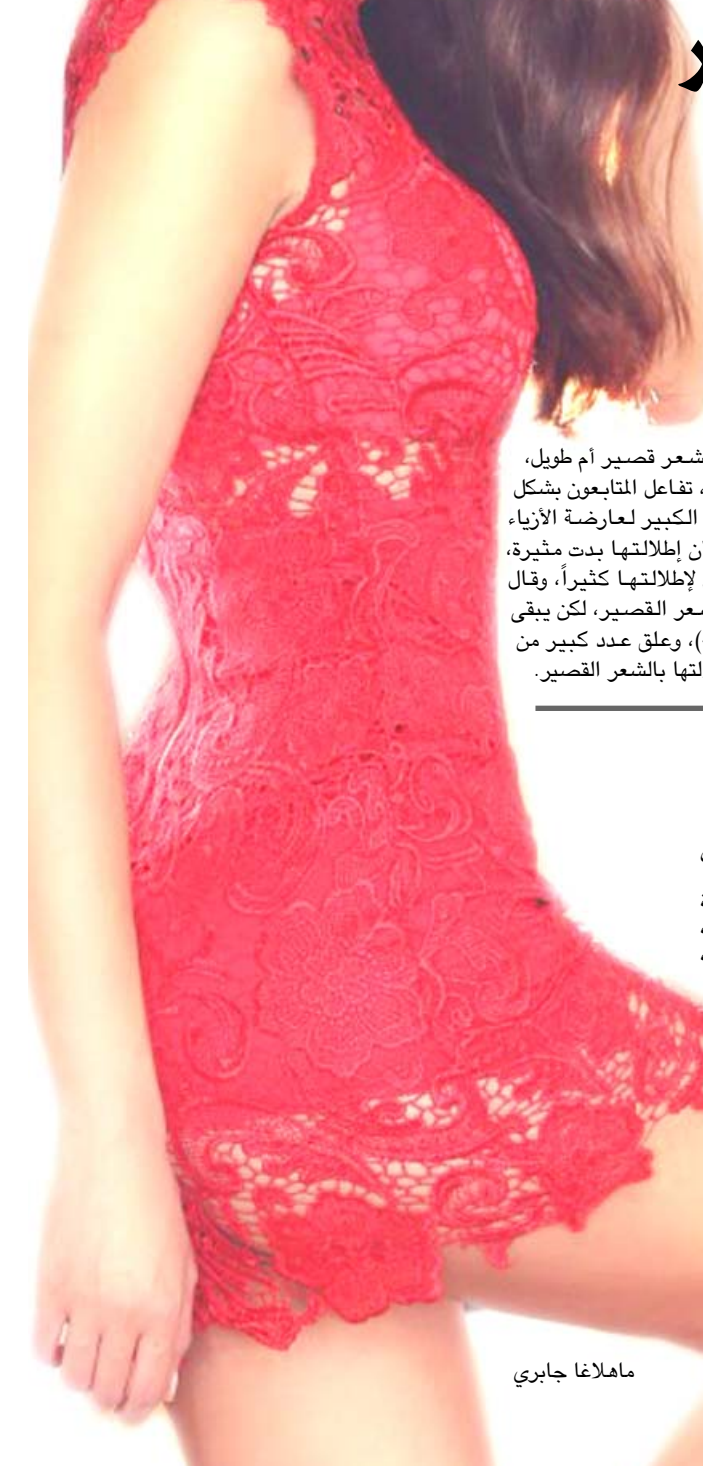 شعر قصير أم طويل،
، تفاعل المتابعون بشكل
الكبير لعارضة الأزياء
إطلالتها بدت مثيرة،
لإطلالتها كثيراً، وقال
القصير، لكن يبقى
)، وعلق عدد كبير من
بالشعر القصير.
ماهلاغا جابري